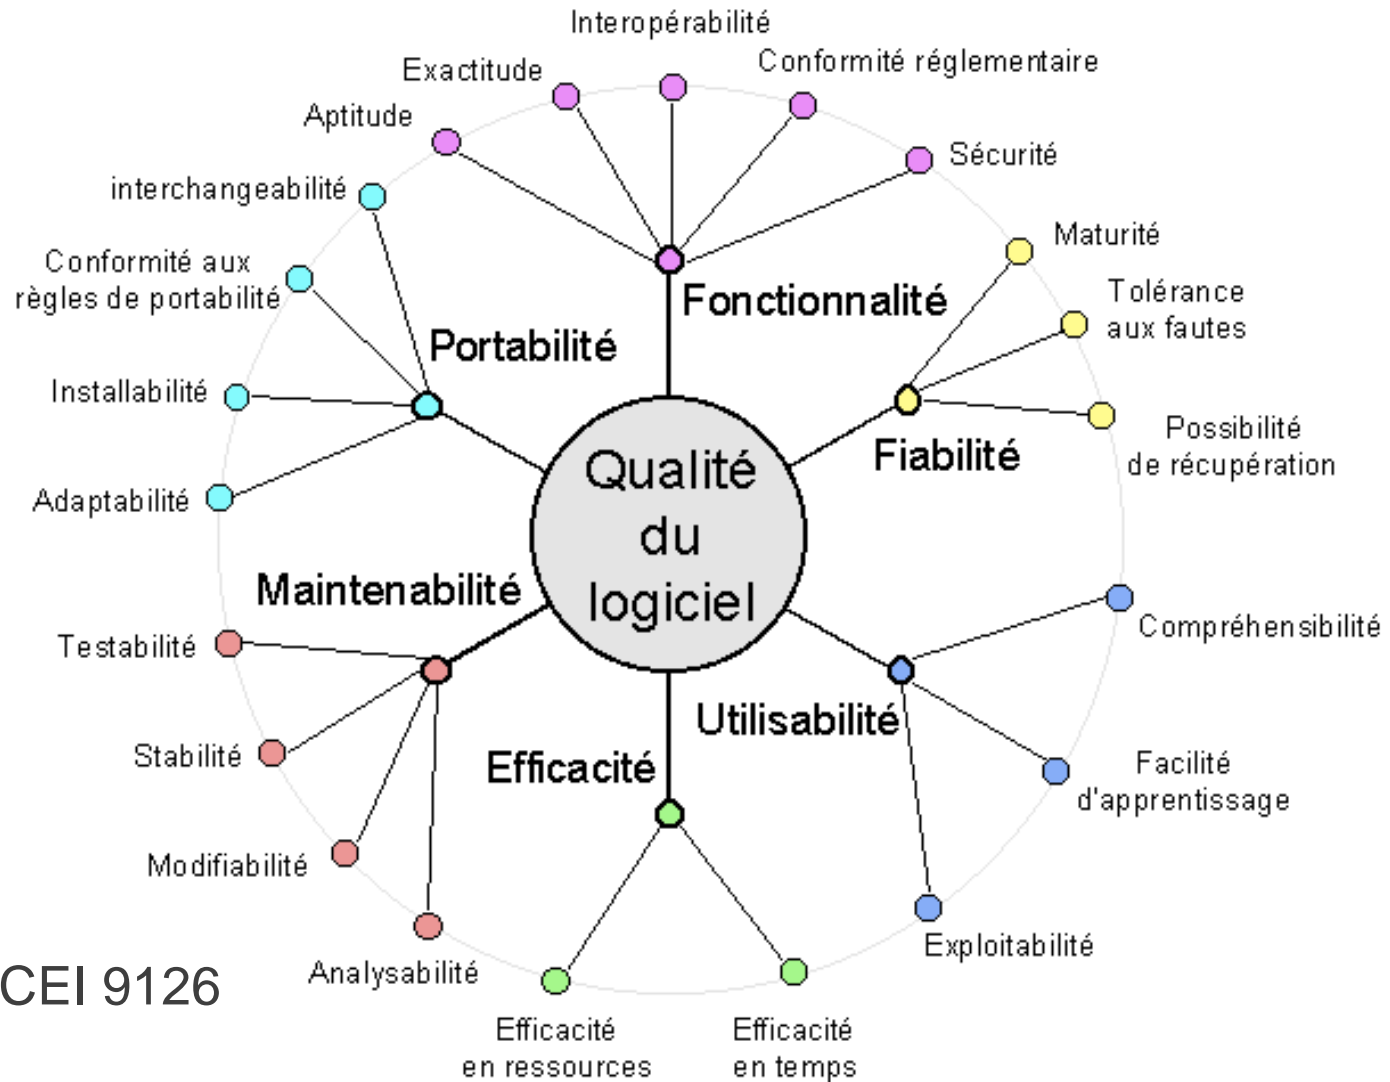 Interopérabilité
Exactitude
Conformité réglementaire
Aptitude
Sécurité
interchangeabilité
Maturité
Conformité aux
règles de portabilité
Tolérance
aux fautes
Fonctionnalité
Portabilité
Installabilité
Possibilité
de récupération
Fiabilité
Qualité
du
logiciel
Adaptabilité
Maintenabilité
Compréhensibilité
Testabilité
Utilisabilité
Stabilité
Efficacité
Facilité
d'apprentissage
Modifiabilité
Exploitabilité
Analysabilité
CEI 9126
Efficacité
en ressources
Efficacité
en temps